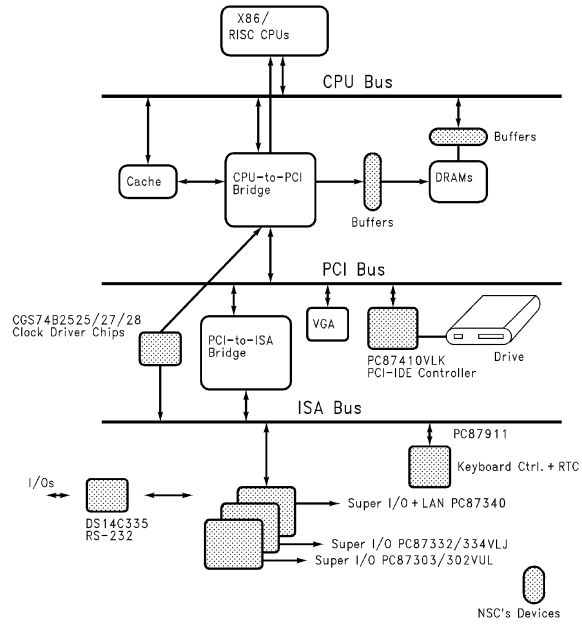 X86/
RISC CPUs
CPU Bus
Buffers
Cache
CPU-to-PCI
Bridge
DRAMs
Buffers
PCI Bus
CGS74B2525/27/28
Clock Driver Chips
PCI-to-ISA
Bridge
VGA
PC87410VLK
PCI-IDE Controller
Drive
ISA Bus
PC87911
Keyboard Ctrl. + RTC
I/Os
DS14C335
RS-232
Super I/O + LAN PC87340
Super I/O PC87332/334VLJ
Super I/O PC87303/302VUL
NSC's Devices